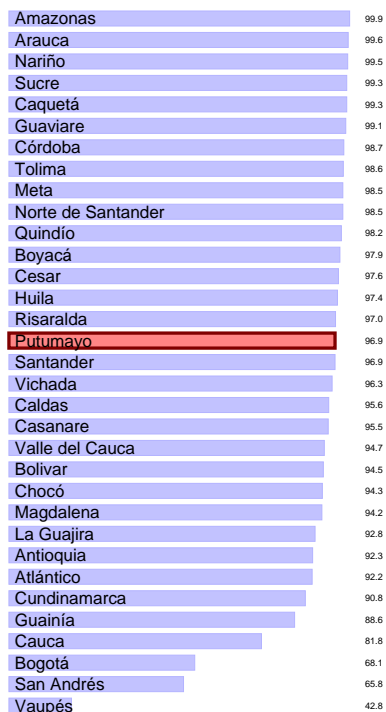 Amazonas 99.9
Arauca 99.6
Nariño 99.5
Sucre 99.3
Caquetá 99.3
Guaviare 99.1
Córdoba 98.7
Tolima 98.6
Meta 98.5
Norte de Santander 98.5
Quindío 98.2
Boyacá 97.9
Cesar 97.6
Huila 97.4
Risaralda 97.0
Putumayo 96.9
Santander 96.9
Vichada 96.3
Caldas 95.6
Casanare 95.5
Valle del Cauca 94.7
Bolivar 94.5
Chocó 94.3
Magdalena 94.2
La Guajira 92.8
Antioquia 92.3
Atlántico 92.2
Cundinamarca 90.8
Guainía 88.6
Cauca 81.8
Bogotá 68.1
San Andrés 65.8
Vaupés 42.8